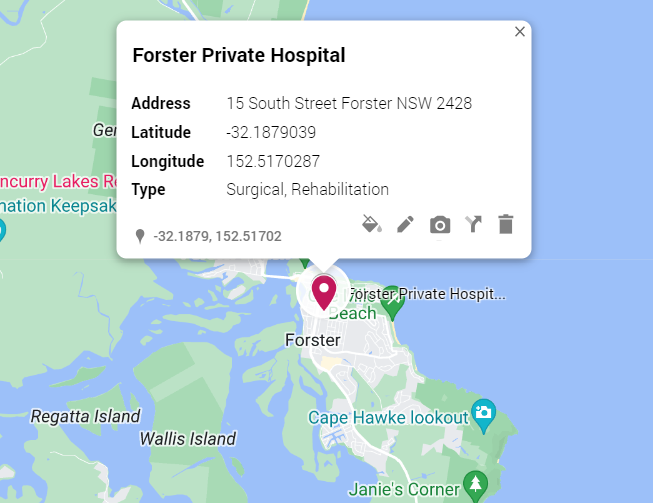 Forster Private Hospital
Address 15 South Street Forster NSW 2428
Latitude -32.1879039
Longitude 152.5170287
Type Surgical, Rehabilitation
-32.1879, 152.51702
Ger
ncurry Lakes R
nation Keepsak
Forster Private Hospit...
Beach
Forster
Regatta Island
Wallis Island
Cape Hawke lookout
Janie's Corner